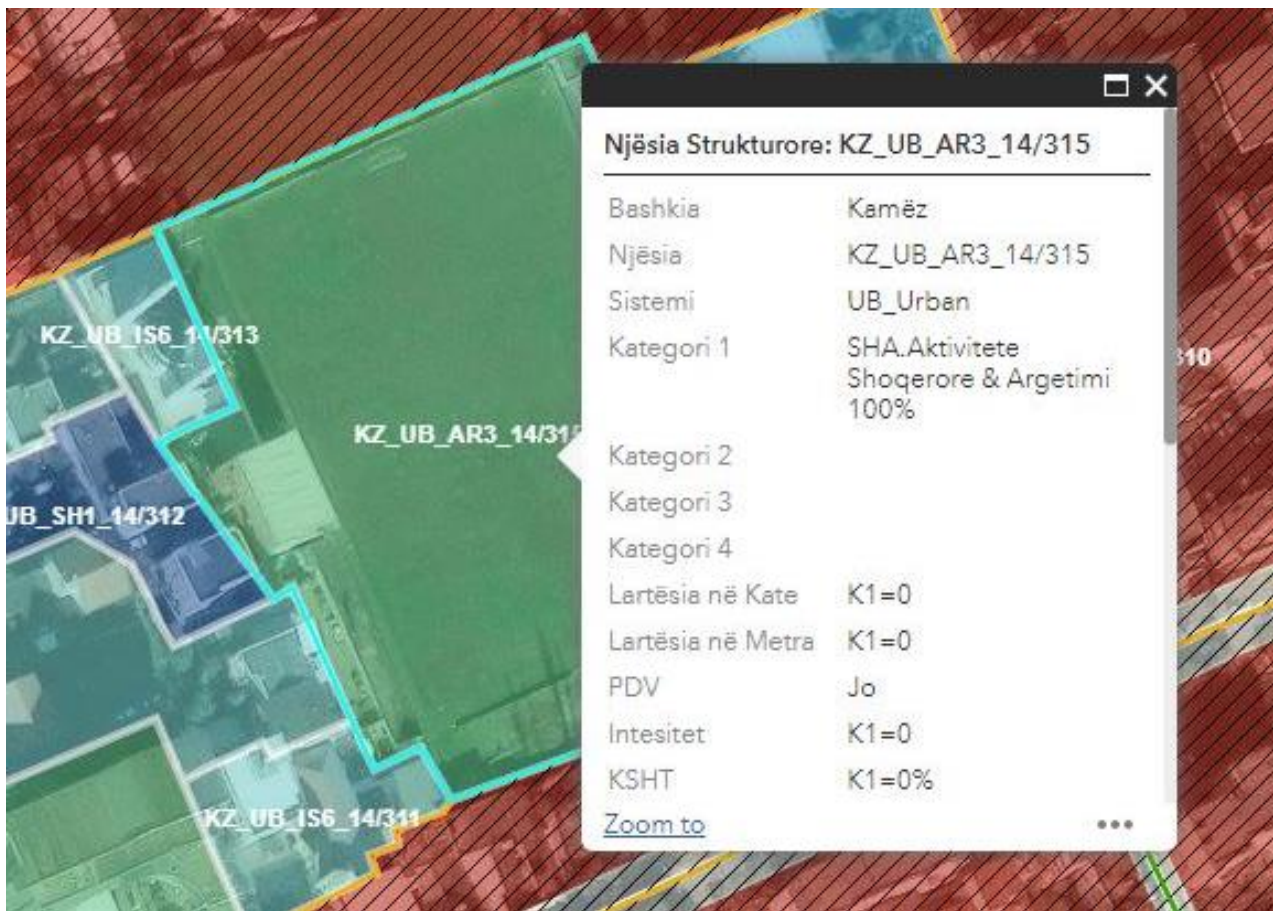 Njësia Strukturore: KZ_UB_AR3_14/315
Bashkia Kamëz
Njësia KZ_UB_AR3_14/315
Sistemi UB_Urban
Kategori 1 SHA.Aktivitete
Shoqerore & Argetimi
100%
Kategori 2
Kategori 3
Kategori 4
Lartësia në Kate K1=0
Lartësia në Metra K1=0
PDV Jo
Intesitet K1=0
KSHT K1=0%
Zoom to
KZ_UB_IS6_14/313
KZ_UB_AR3_14/31
UB_SH1_14/312
KZ_UB_IS6_14/311
310